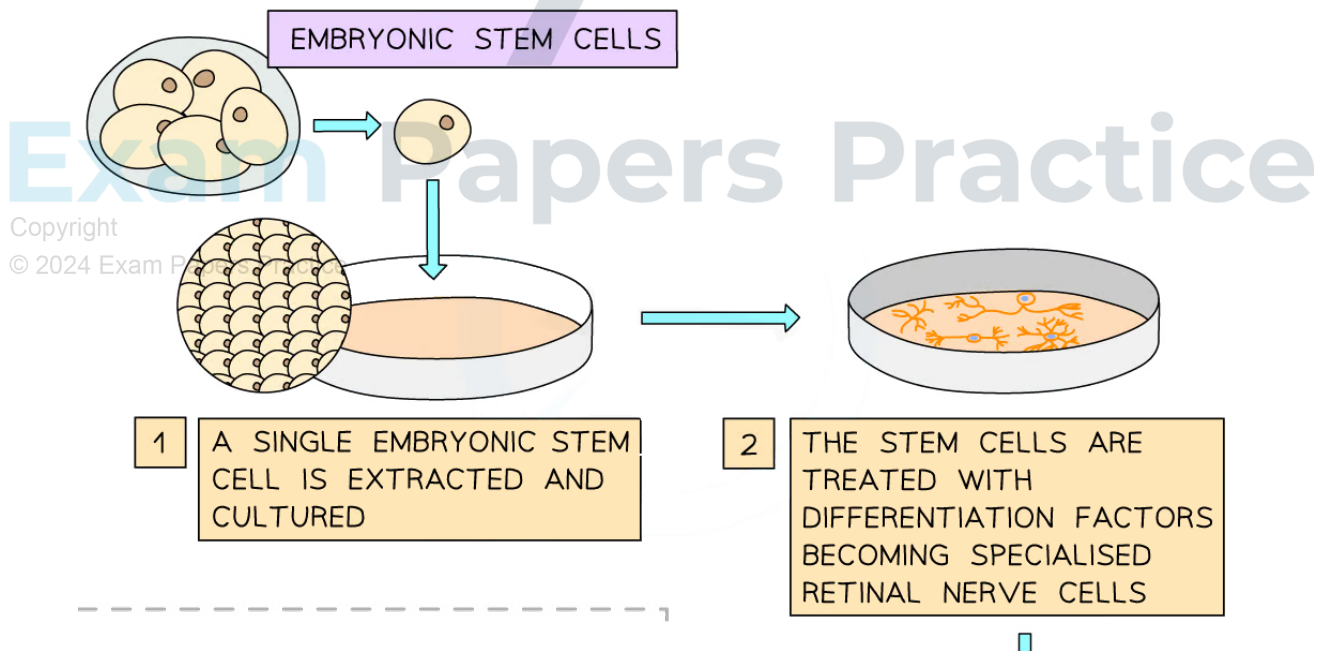 EMBRYONIC STEM CELLS
Exam Papers Practice
Copyright
© 2024 Exam Papers Practice
1
A SINGLE EMBRYONIC STEM
CELL IS EXTRACTED AND
CULTURED
2
THE STEM CELLS ARE
TREATED WITH
DIFFERENTIATION FACTORS
BECOMING SPECIALISED
RETINAL NERVE CELLS